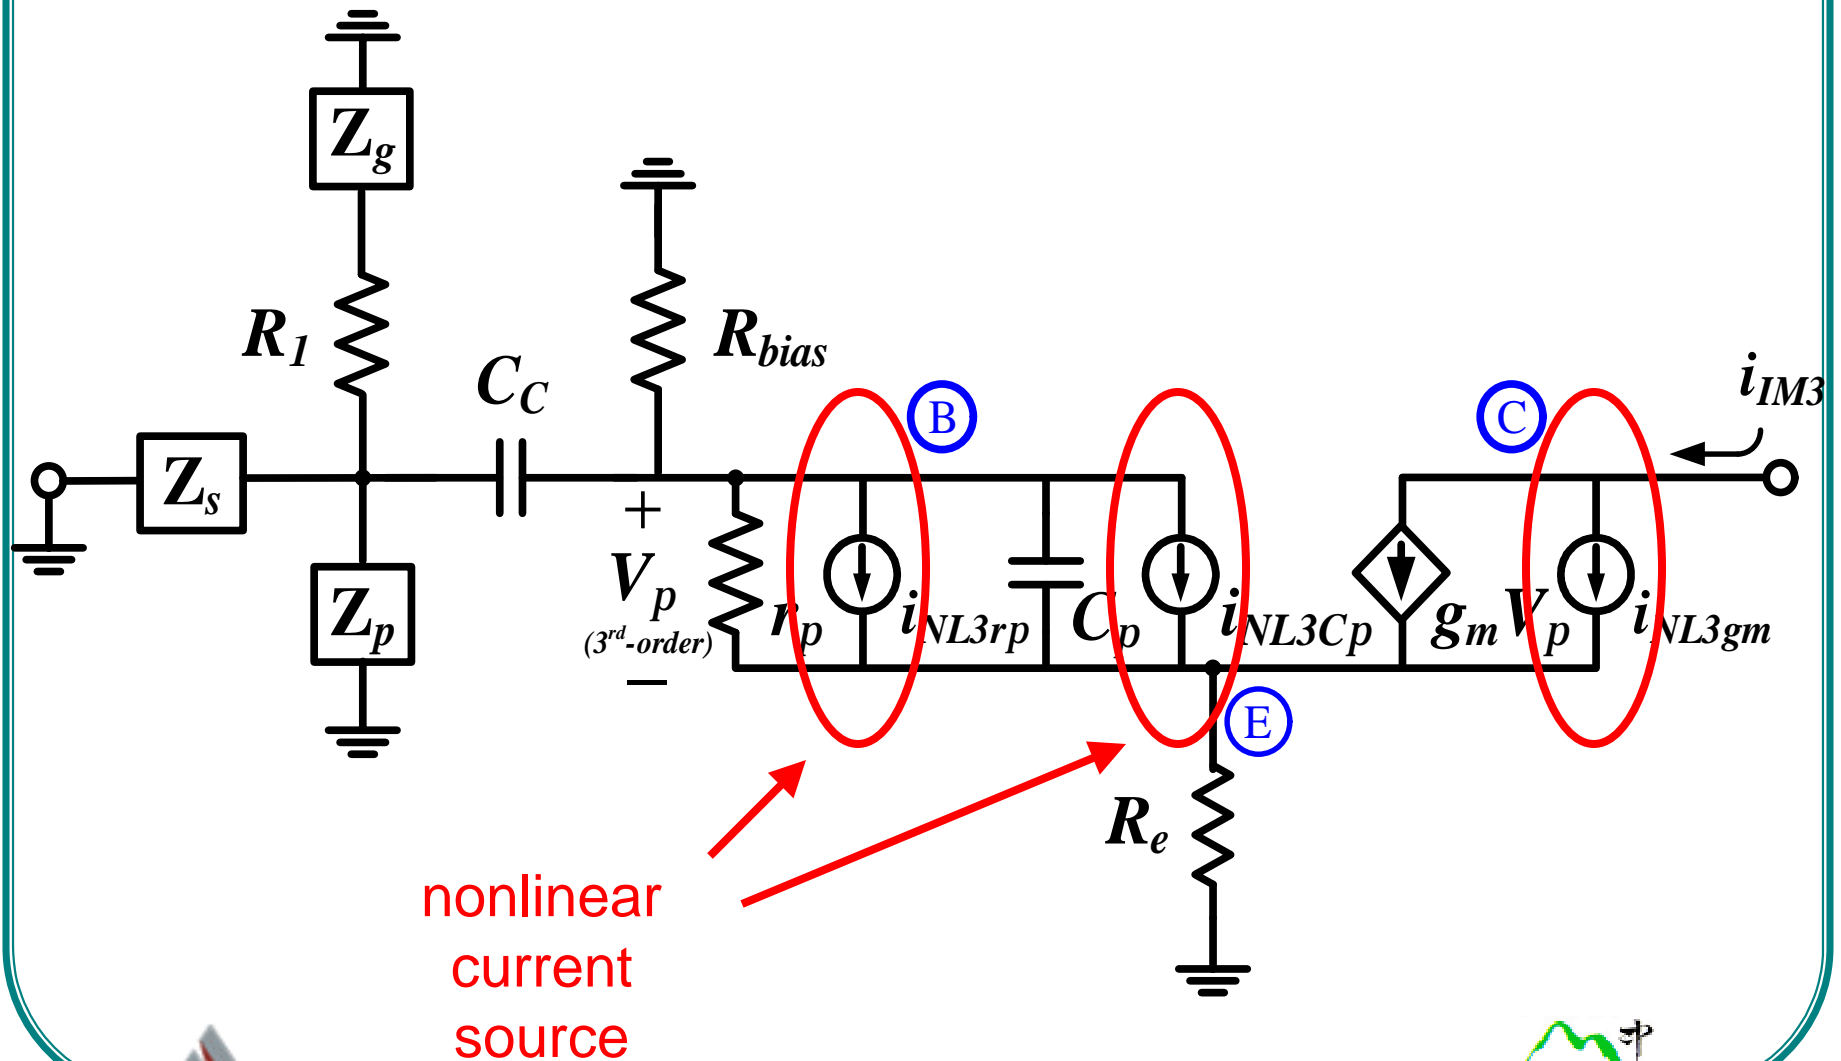 Z_g
R_1
R_bias
C_C
B
C
i_IM3
Z_s
+
V_p
(3rd-order)
−
Z_p
r_p
i_NL3rp
C_p
i_NL3Cp
g_m V_p
i_NL3gm
E
R_e
nonlinear
current
source
中